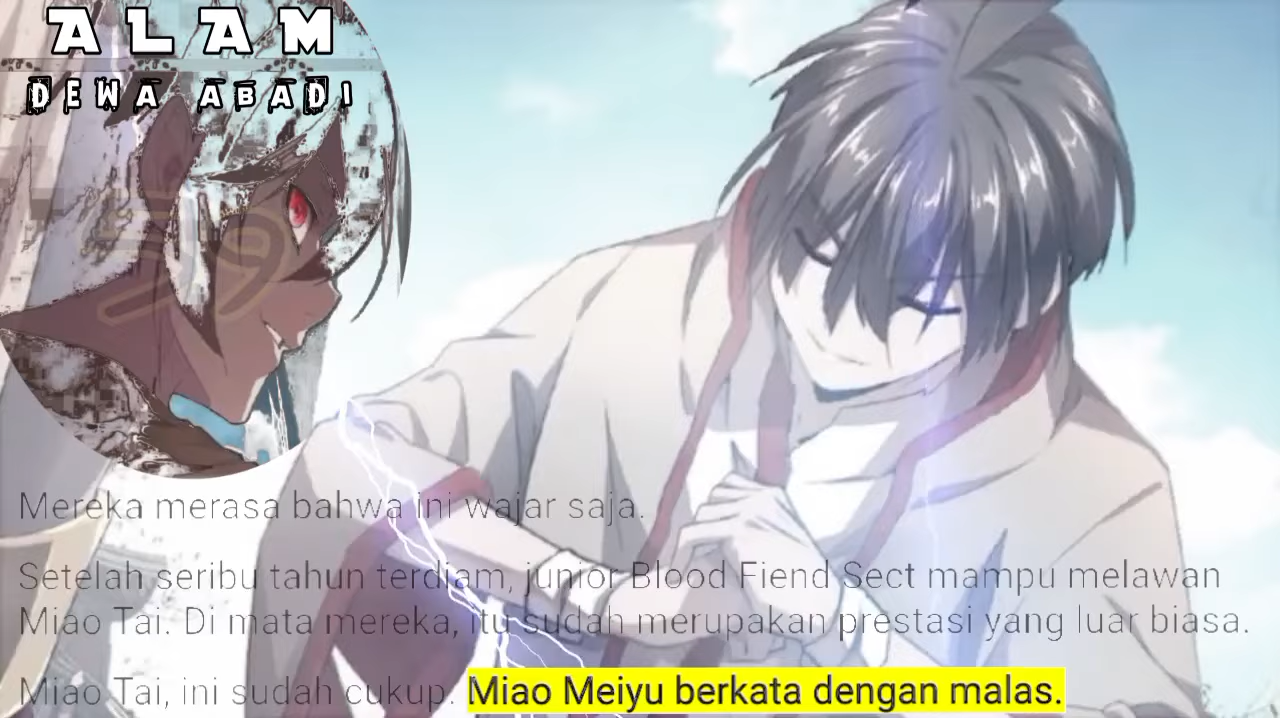 ALAM
DEWA ABADI
Mereka merasa bahwa ini wajar saja.
Setelah seribu tahun terdiam, junior Blood Fiend Sect mampu melawan
Miao Tai. Di mata mereka, itu sudah merupakan prestasi yang luar biasa.
Miao Tai, ini sudah cukup. Miao Meiyu berkata dengan malas.